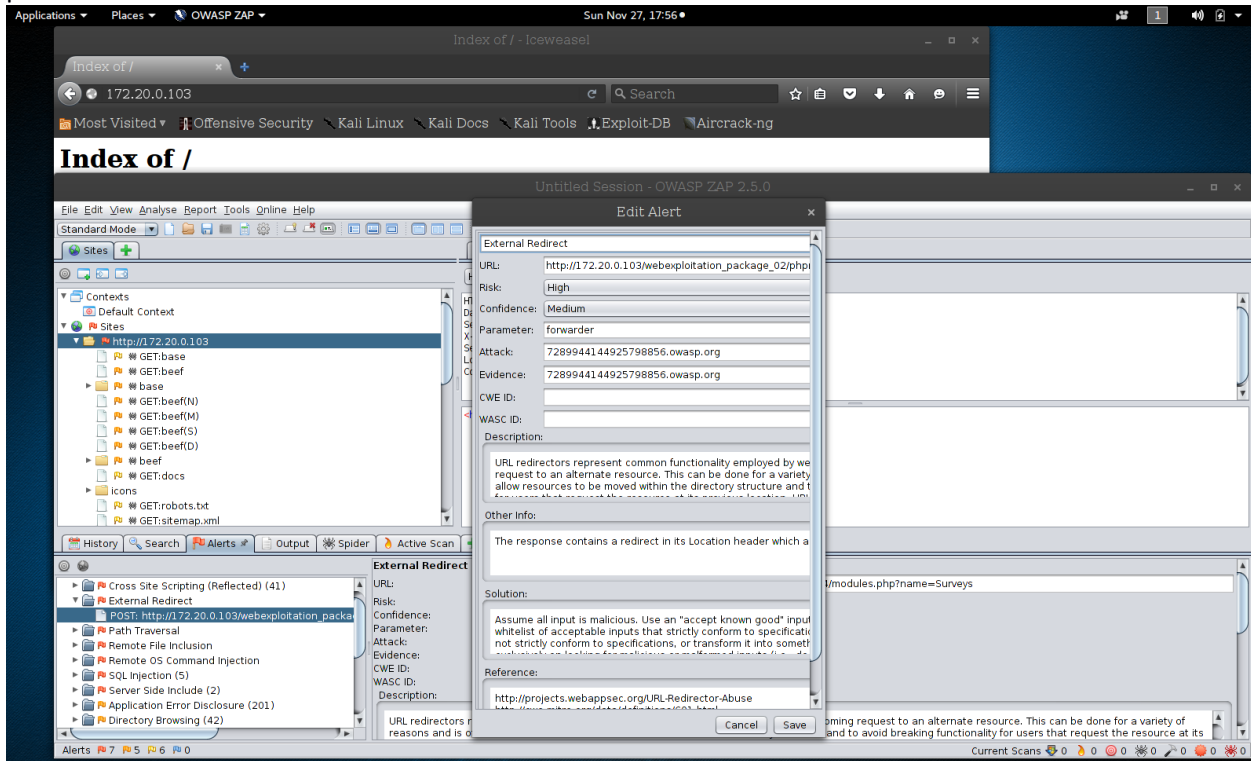 Applications ▾ Places ▾ OWASP ZAP ▾ Sun Nov 27, 17:56 1
Index of / - Iceweasel
Index of /
172.20.0.103 Search
Most Visited ▾ Offensive Security Kali Linux Kali Docs Kali Tools Exploit-DB Aircrack-ng
Index of /
Untitled Session - OWASP ZAP 2.5.0
File Edit View Analyse Report Tools Online Help
Standard Mode
Sites
Contexts
Default Context
Sites
http://172.20.0.103
GET:base
GET:beef
base
GET:beef(N)
GET:beef(M)
GET:beef(S)
GET:beef(D)
beef
GET:docs
icons
GET:robots.txt
GET:sitemap.xml
Edit Alert
External Redirect
URL: http://172.20.0.103/webexploitation_package_02/php
Risk: High
Confidence: Medium
Parameter: forwarder
Attack: 7289944144925798856.owasp.org
Evidence: 7289944144925798856.owasp.org
CWE ID:
WASC ID:
Description:
URL redirectors represent common functionality employed by we
request to an alternate resource. This can be done for a variety
allow resources to be moved within the directory structure and t
Other Info:
The response contains a redirect in its Location header which a
Solution:
Assume all input is malicious. Use an "accept known good" input
whitelist of acceptable inputs that strictly conform to specificatio
not strictly conform to specifications, or transform it into someth
Reference:
http://projects.webappsec.org/URL-Redirector-Abuse
Cancel Save
History Search Alerts Output Spider Active Scan
Cross Site Scripting (Reflected) (41)
External Redirect
POST: http://172.20.0.103/webexploitation_packa
Path Traversal
Remote File Inclusion
Remote OS Command Injection
SQL Injection (5)
Server Side Include (2)
Application Error Disclosure (201)
Directory Browsing (42)
External Redirect
URL: 4/modules.php?name=Surveys
Risk:
Confidence:
Parameter:
Attack:
Evidence:
CWE ID:
WASC ID:
Description:
URL redirectors r oming request to an alternate resource. This can be done for a variety of
reasons and is o and to avoid breaking functionality for users that request the resource at its
Alerts 7 5 6 0 Current Scans 0 0 0 0 0 0 0